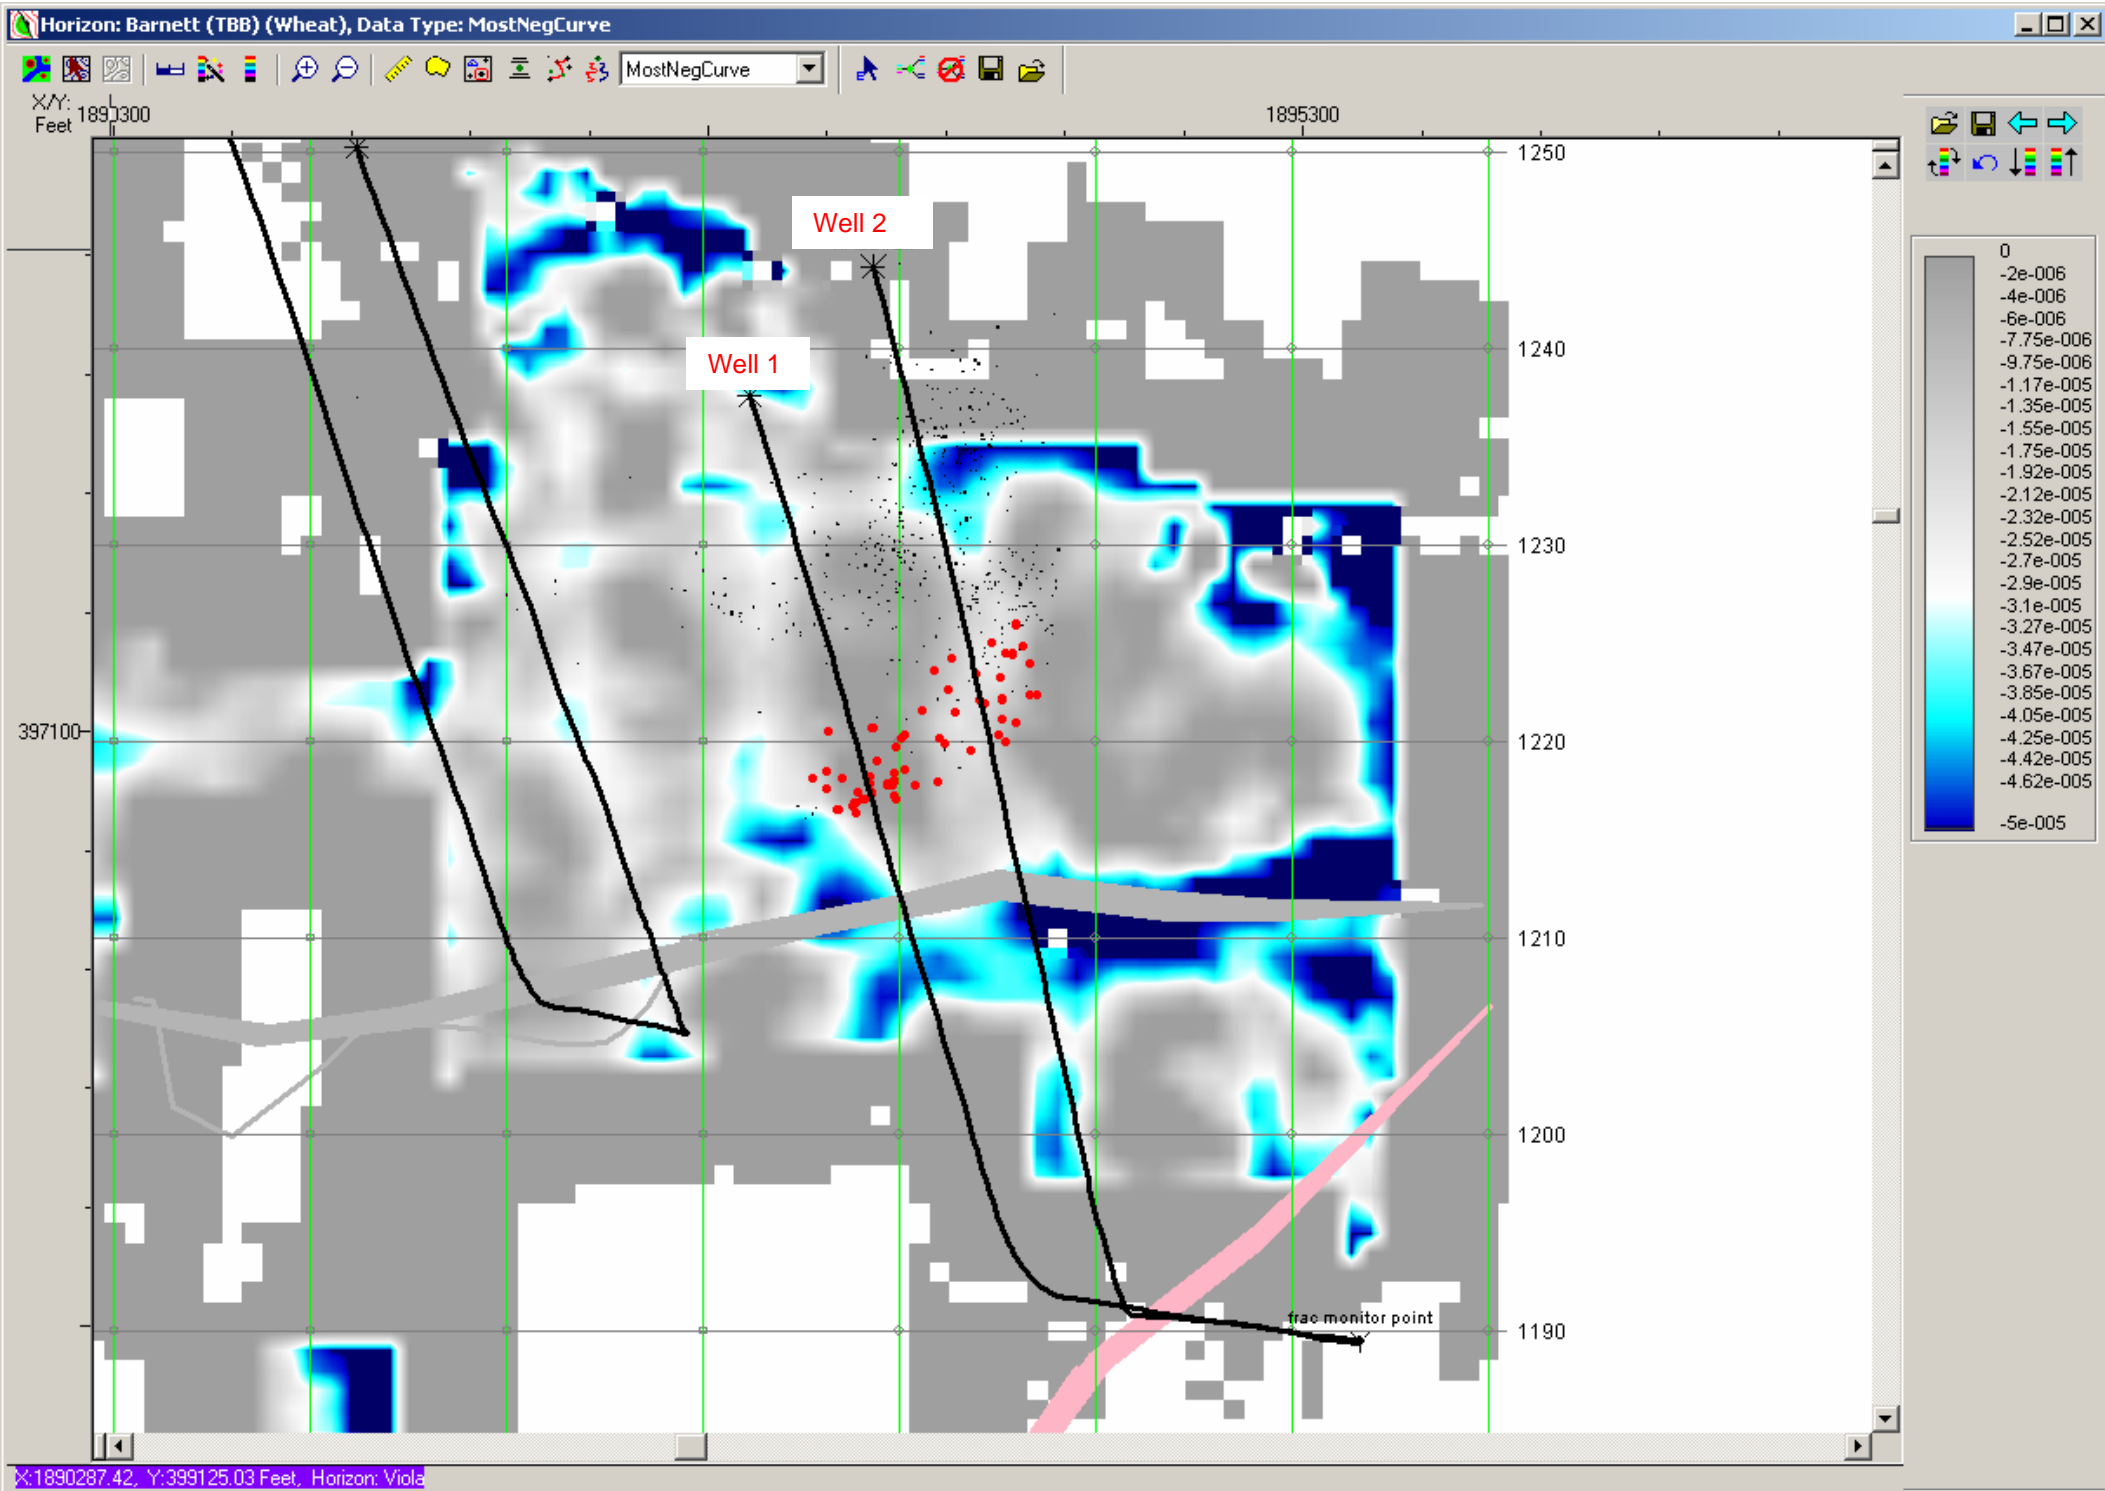 Horizon: Barnett (TBB) (Wheat), Data Type: MostNegCurve
MostNegCurve
X/Y:
Feet
1890300
1895300
1250
Well 2
1240
Well 1
1230
397100
1220
1210
1200
frac monitor point
1190
0
-2e-006
-4e-006
-6e-006
-7.75e-006
-9.75e-006
-1.17e-005
-1.35e-005
-1.55e-005
-1.75e-005
-1.92e-005
-2.12e-005
-2.32e-005
-2.52e-005
-2.7e-005
-2.9e-005
-3.1e-005
-3.27e-005
-3.47e-005
-3.67e-005
-3.85e-005
-4.05e-005
-4.25e-005
-4.42e-005
-4.62e-005
-5e-005
X:1890287.42, Y:399125.03 Feet, Horizon: Viola